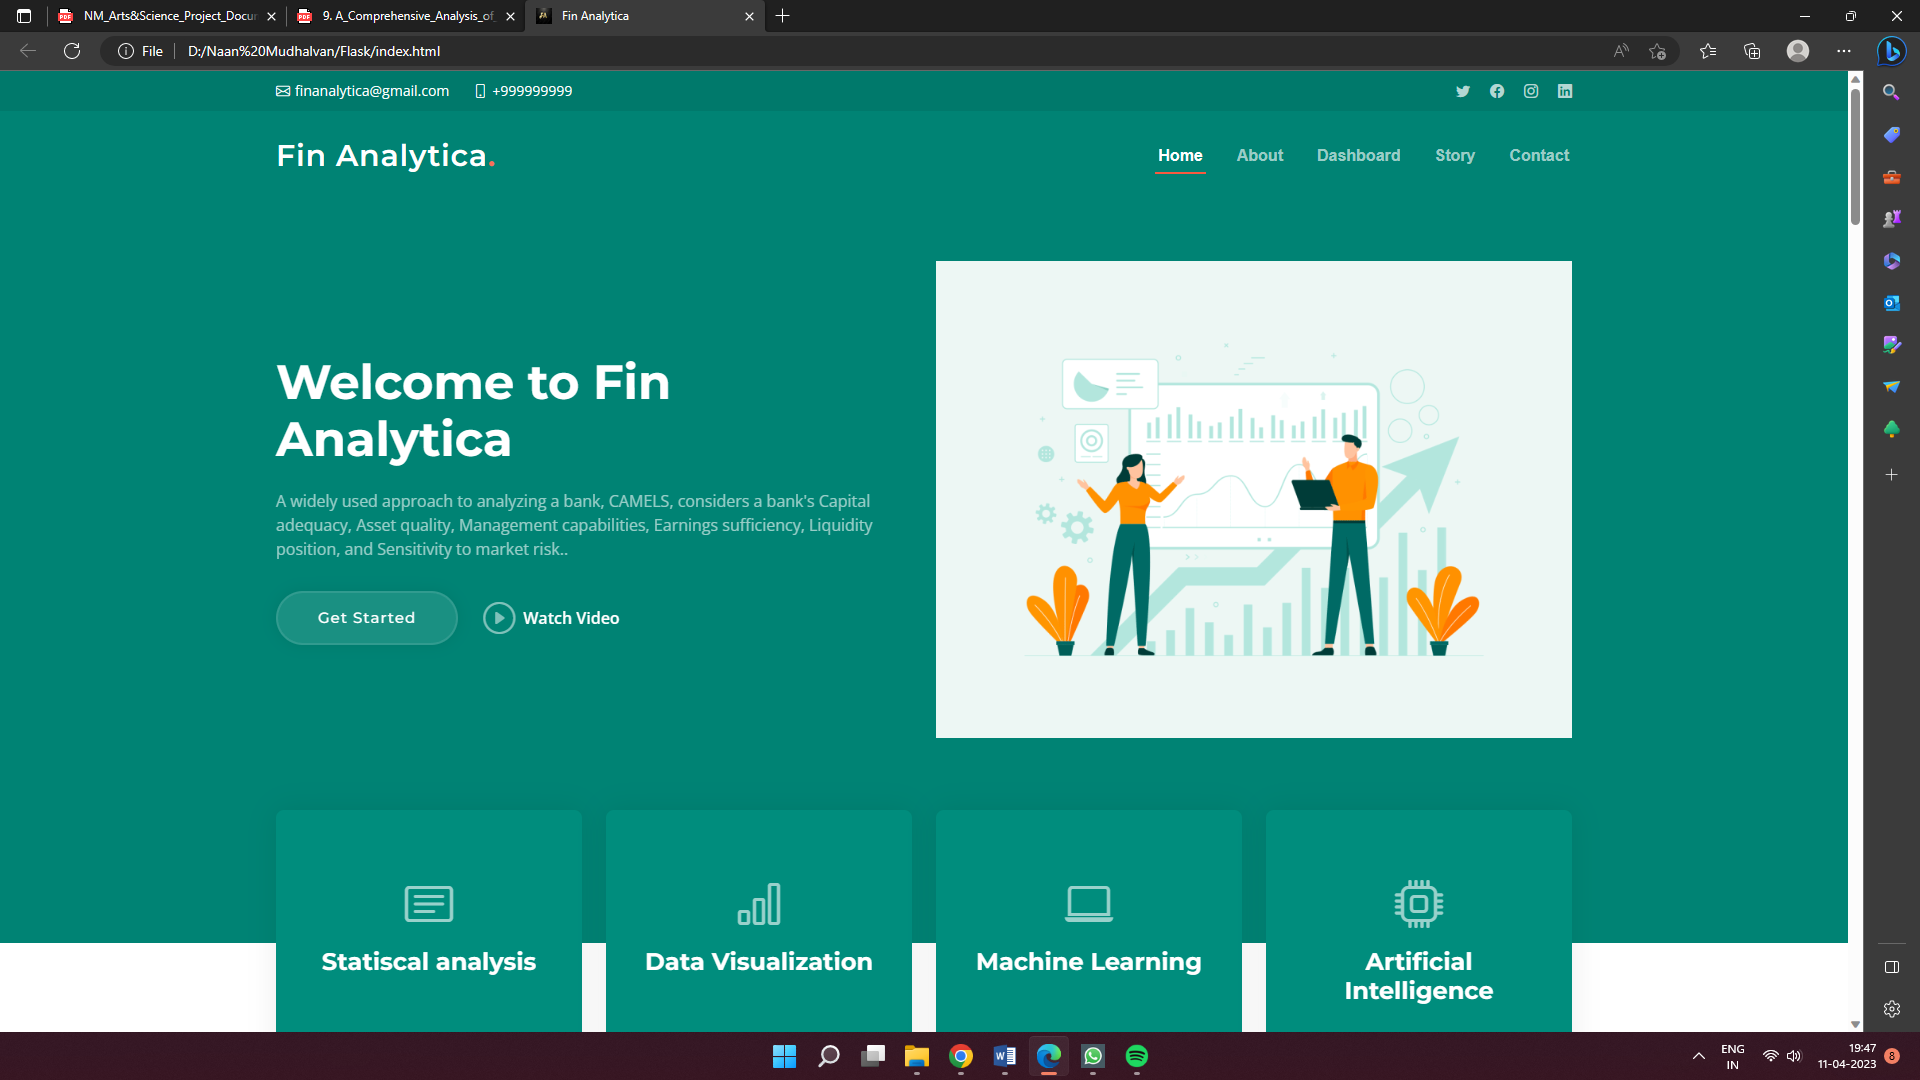 NM_Arts&Science_Project_Docu
9. A_Comprehensive_Analysis_of_
Fin Analytica
File
D:/Naan%20Mudhalvan/Flask/index.html
finanalytica@gmail.com
+999999999
Fin Analytica.
Home
About
Dashboard
Story
Contact
Welcome to Fin
Analytica
A widely used approach to analyzing a bank, CAMELS, considers a bank's Capital
adequacy, Asset quality, Management capabilities, Earnings sufficiency, Liquidity
position, and Sensitivity to market risk..
Get Started
Watch Video
Statiscal analysis
Data Visualization
Machine Learning
Artificial
Intelligence
ENG
IN
19:47
11-04-2023
8